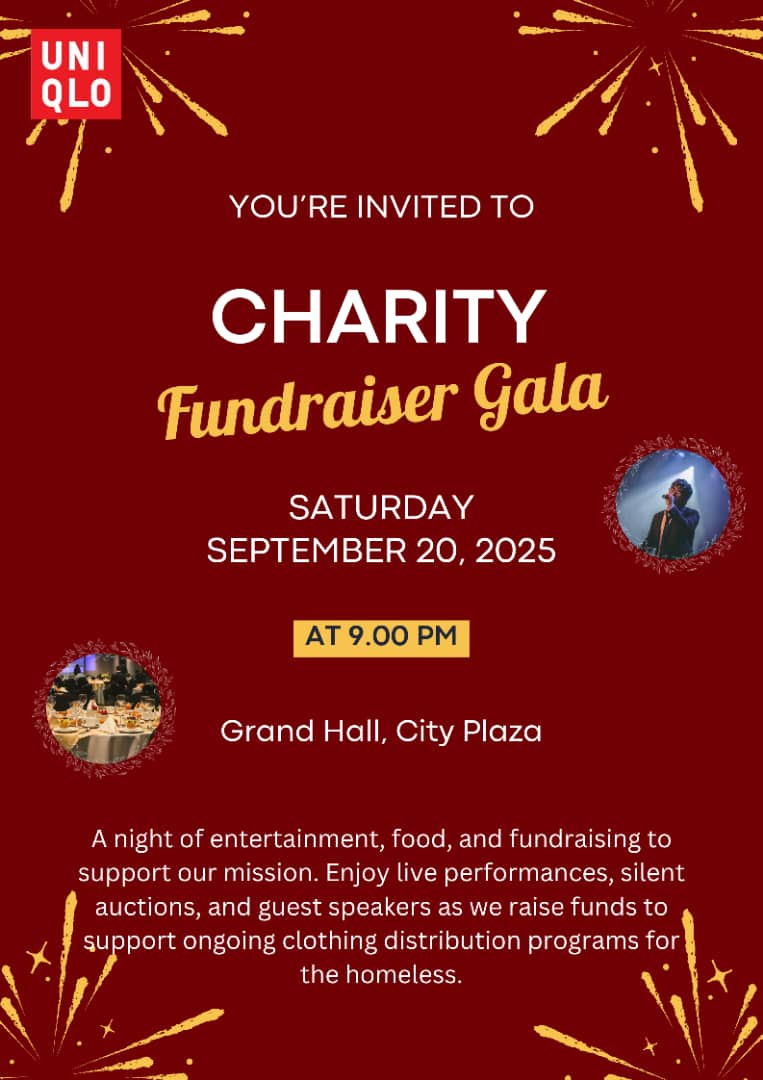 UNI
QLO
YOU’RE INVITED TO
CHARITY
Fundraiser Gala
SATURDAY
SEPTEMBER 20, 2025
AT 9.00 PM
Grand Hall, City Plaza
A night of entertainment, food, and fundraising to
support our mission. Enjoy live performances, silent
auctions, and guest speakers as we raise funds to
support ongoing clothing distribution programs for
the homeless.